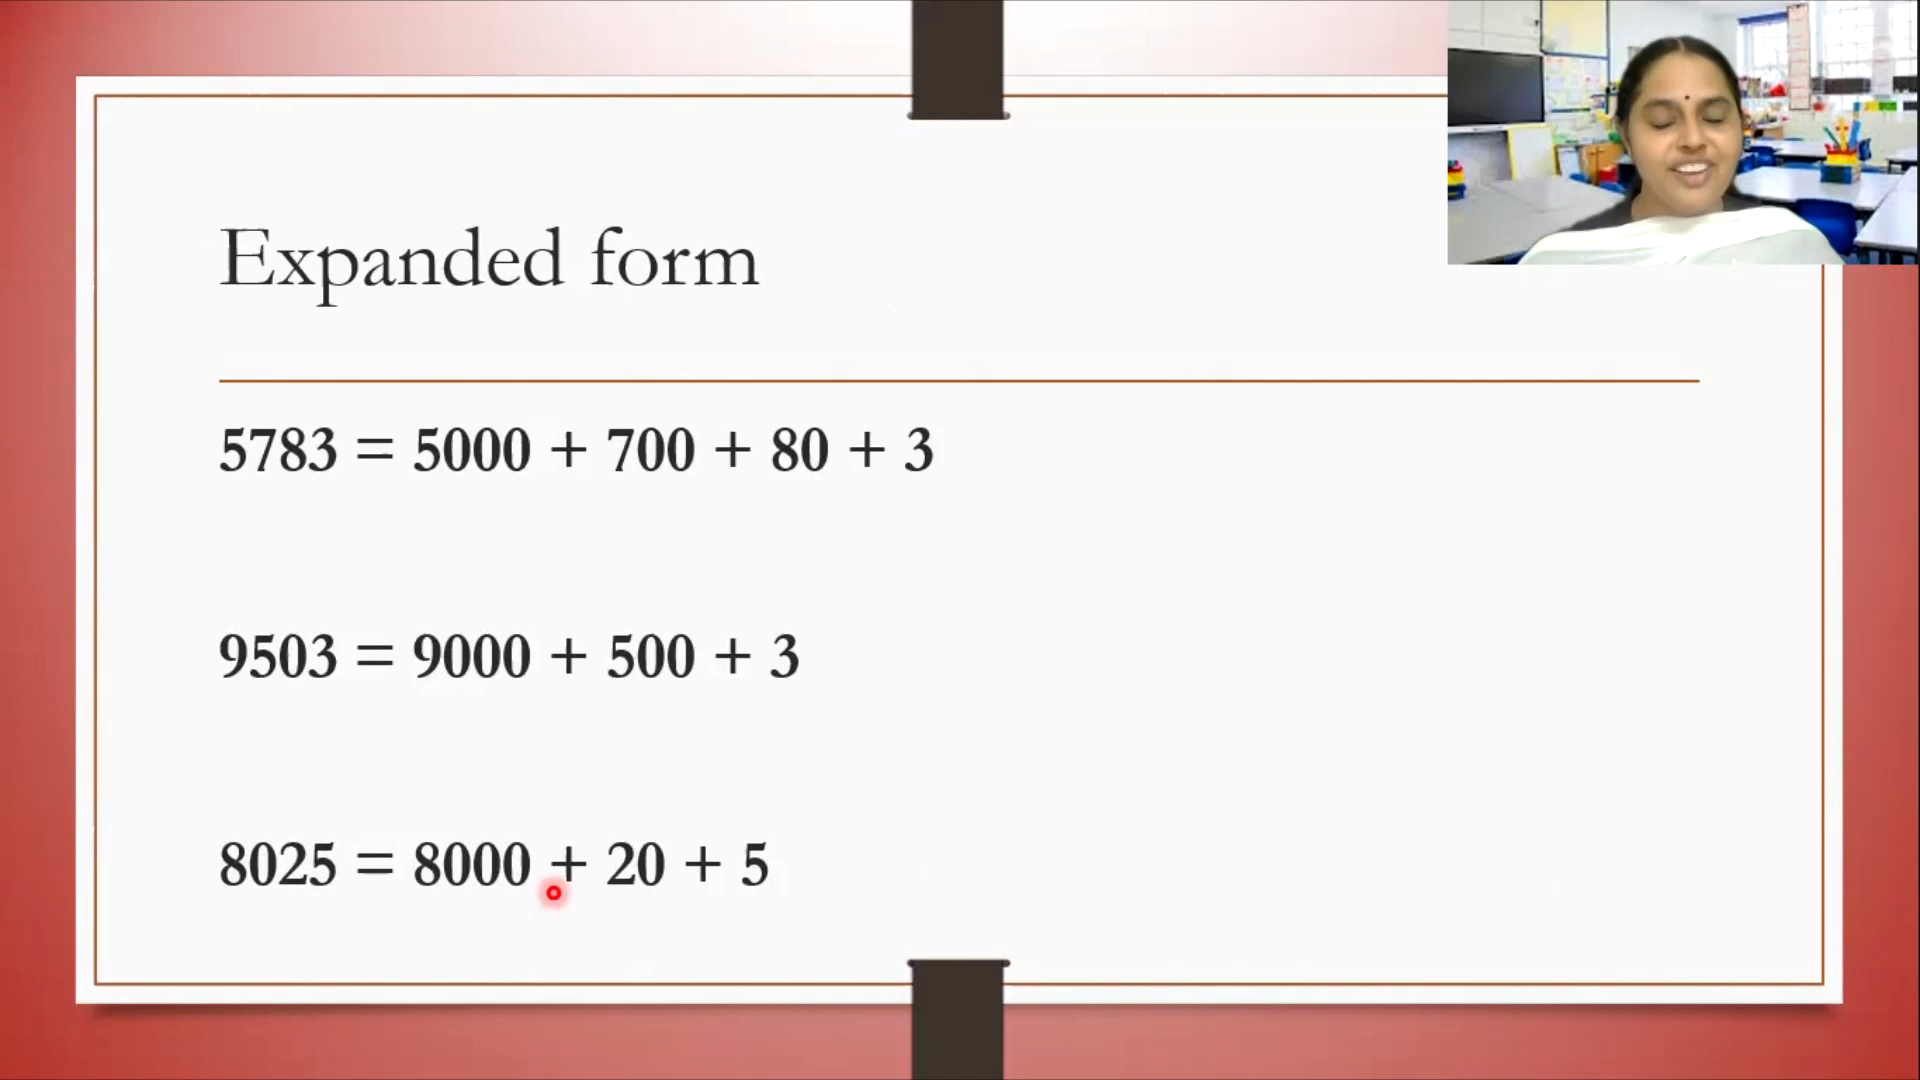 Expanded form
5783 = 5000 + 700 + 80 + 3
9503 = 9000 + 500 + 3
8025 = 8000 + 20 + 5